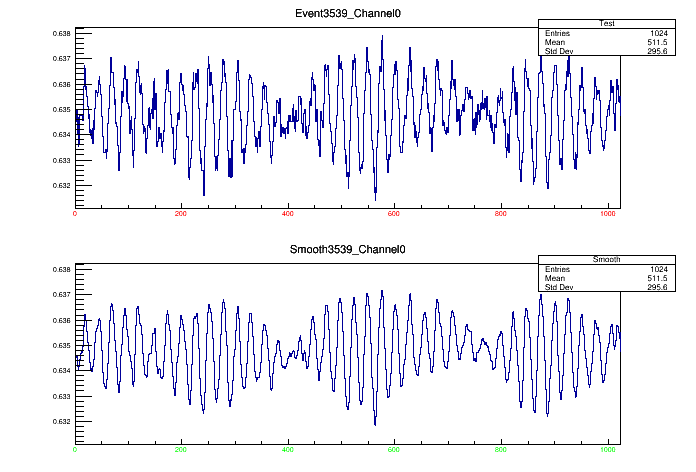 Event3539_Channel0
Test
Entries 1024
Mean 511.5
Std Dev 295.6
0.638
0.637
0.636
0.635
0.634
0.633
0.632
0 200 400 600 800 1000
Smooth3539_Channel0
Smooth
Entries 1024
Mean 511.5
Std Dev 295.6
0.638
0.637
0.636
0.635
0.634
0.633
0.632
0 200 400 600 800 1000